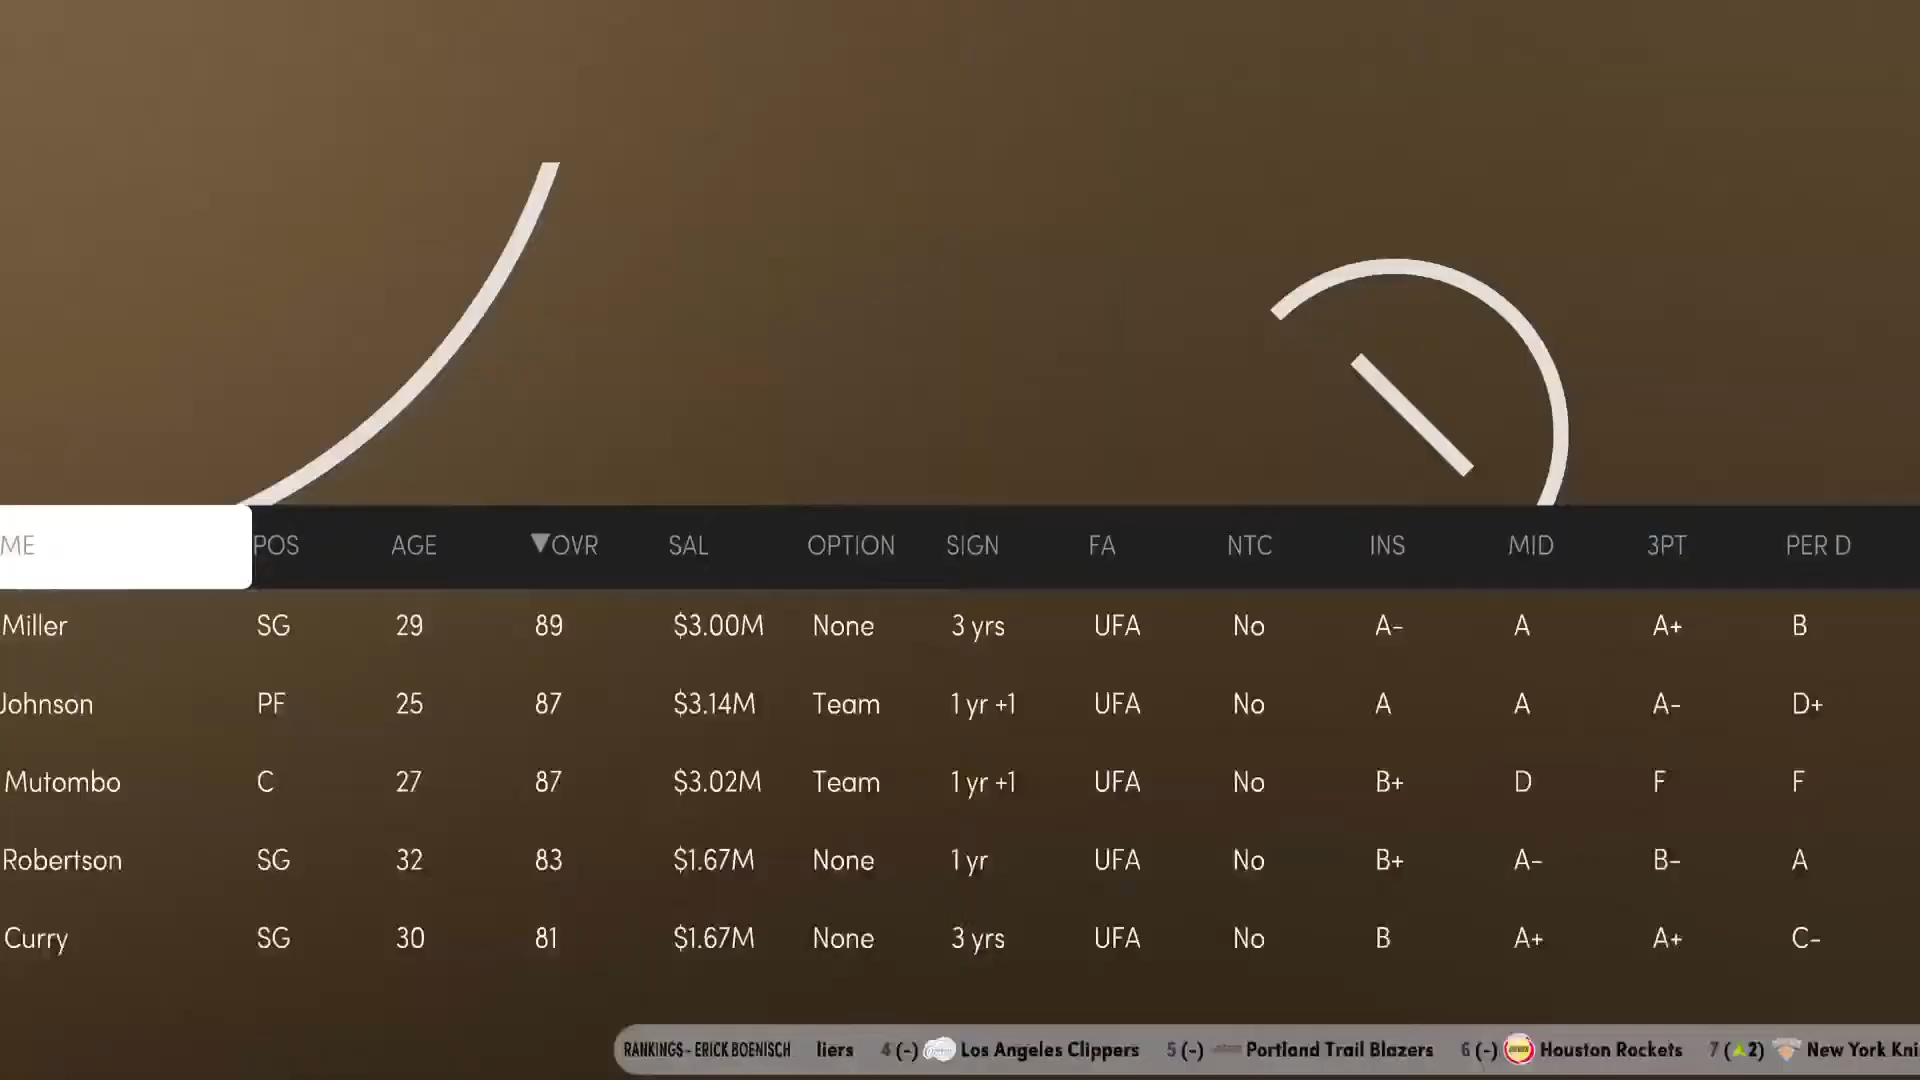 ME POS AGE ▼OVR SAL OPTION SIGN FA NTC INS MID 3PT PER D
Miller SG 29 89 $3.00M None 3 yrs UFA No A- A A+ B
Johnson PF 25 87 $3.14M Team 1 yr +1 UFA No A A A- D+
Mutombo C 27 87 $3.02M Team 1 yr +1 UFA No B+ D F F
Robertson SG 32 83 $1.67M None 1 yr UFA No B+ A- B- A
Curry SG 30 81 $1.67M None 3 yrs UFA No B A+ A+ C-
RANKINGS - ERICK BOENISCH liers 4 (-) Los Angeles Clippers 5 (-) Portland Trail Blazers 6 (-) Houston Rockets 7 (▲2) New York Kni